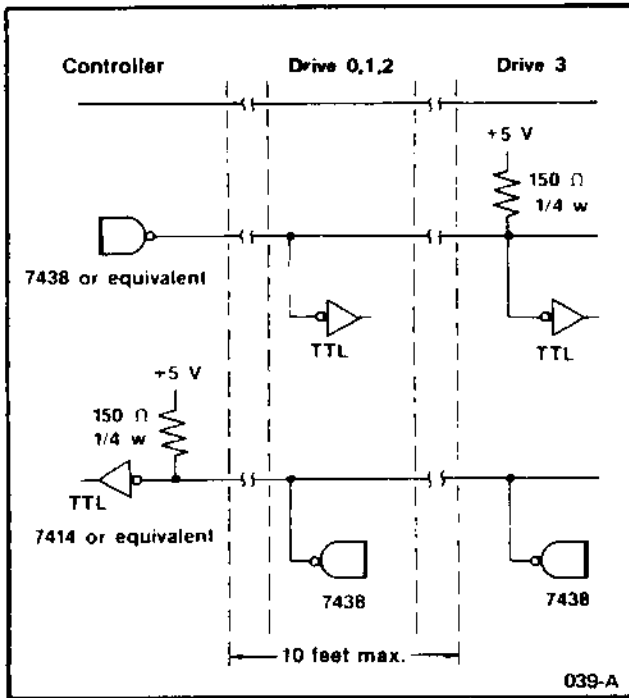 Controller Drive 0,1,2 Drive 3
+5 V
150 Ω
1/4 w
7438 or equivalent
TTL TTL
+5 V
150 Ω
1/4 w
TTL
7414 or equivalent
7438 7438
10 feet max.
039-A